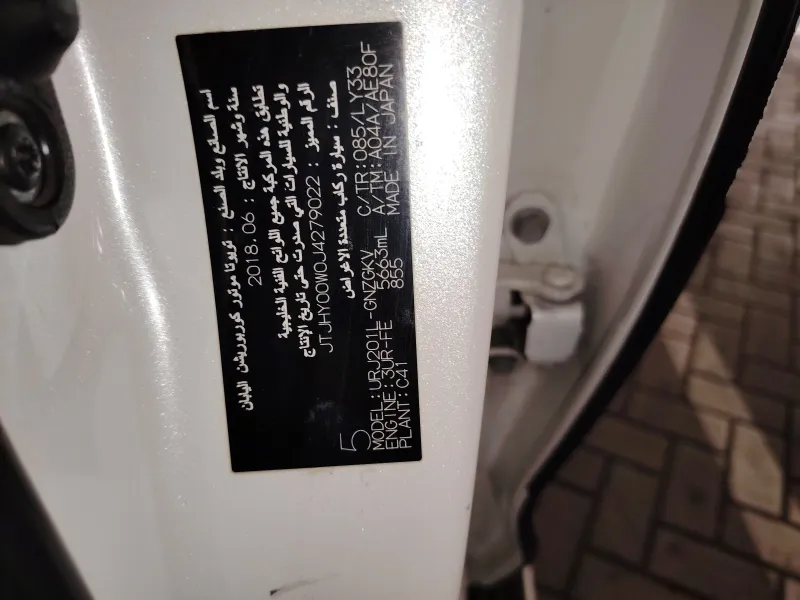 اسم الصانع وبلد الصنع : تويوتا موتور كوربوريشن اليابان
سنة وشهر الانتاج : 2018.06
تطابق هذه المركبة جميع اللوائح الفنية الخليجية
والوطنية للسيارات التي صدرت حتى تاريخ الإنتاج
الرقم المميز : JTJHY00W0J4279022
صنف : سيارة ركاب متعددة الاغراض
5
MODEL:URJ201L-GNZGKV C/TR:085/LY33
ENGINE:3UR-FE 5663mL A/TM:A04A/AE80F
PLANT:C41 855 MADE IN JAPAN